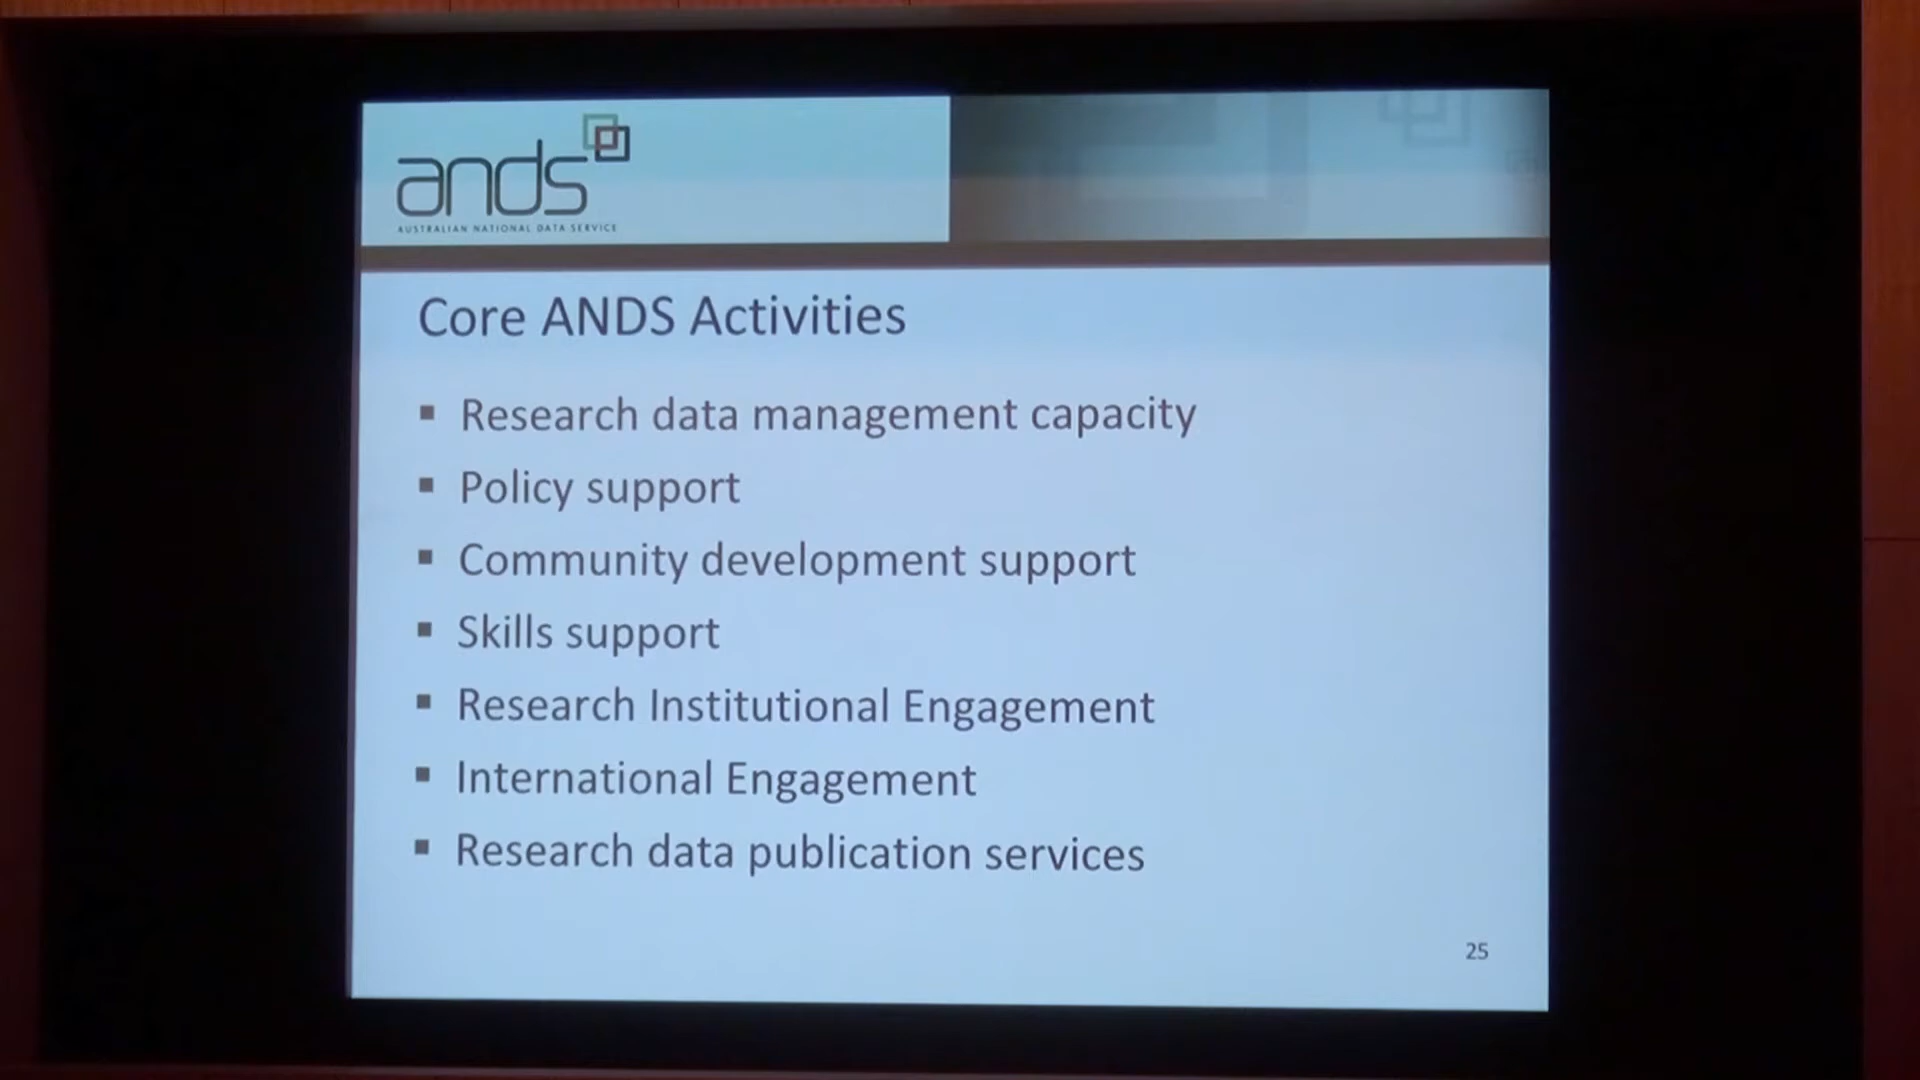 ands
AUSTRALIAN NATIONAL DATA SERVICE
Core ANDS Activities
▪ Research data management capacity
▪ Policy support
▪ Community development support
▪ Skills support
▪ Research Institutional Engagement
▪ International Engagement
▪ Research data publication services
25